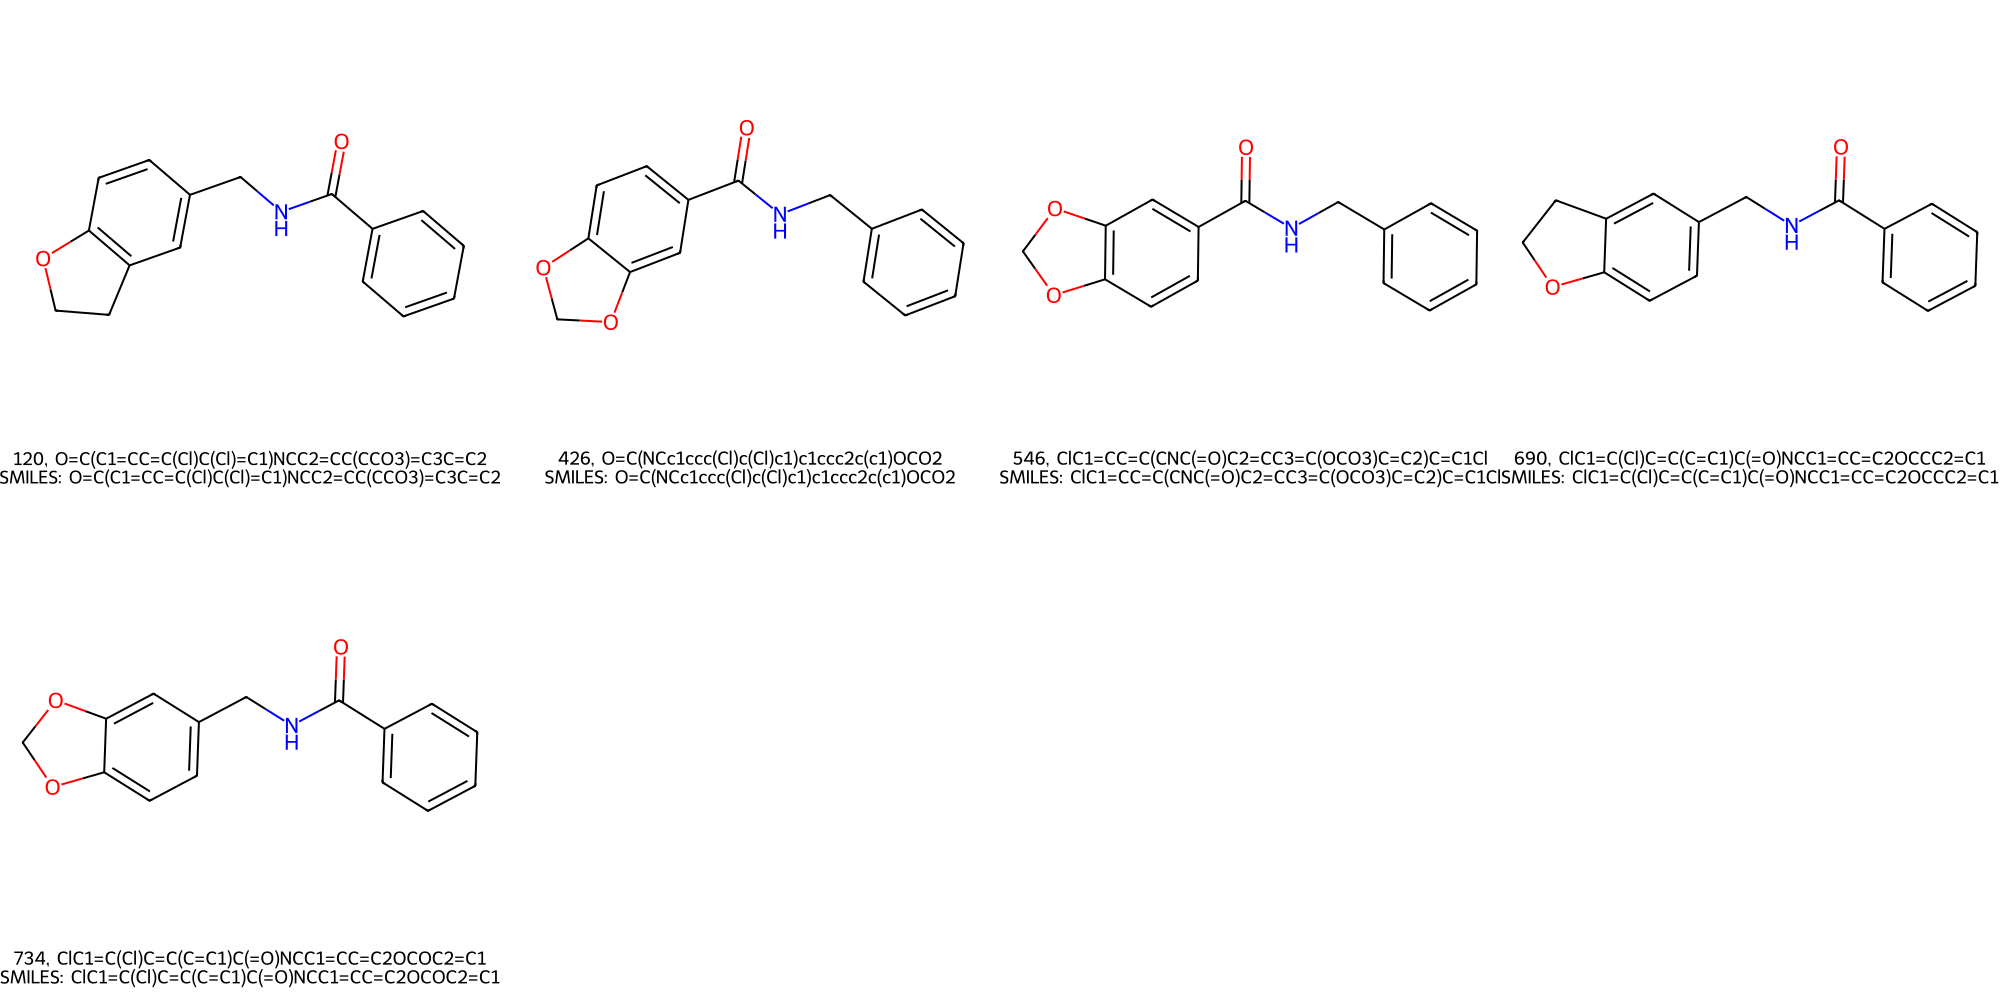 O
O
N
H
O
O
O
N
H
O
O
O
N
H
O
O
N
H
120, O=C(C1=CC=C(Cl)C(Cl)=C1)NCC2=CC(CCO3)=C3C=C2
SMILES: O=C(C1=CC=C(Cl)C(Cl)=C1)NCC2=CC(CCO3)=C3C=C2
426, O=C(NCc1ccc(Cl)c(Cl)c1)c1ccc2c(c1)OCO2
SMILES: O=C(NCc1ccc(Cl)c(Cl)c1)c1ccc2c(c1)OCO2
546, ClC1=CC=C(CNC(=O)C2=CC3=C(OCO3)C=C2)C=C1Cl
SMILES: ClC1=CC=C(CNC(=O)C2=CC3=C(OCO3)C=C2)C=C1Cl
690, ClC1=C(Cl)C=C(C=C1)C(=O)NCC1=CC=C2OCCC2=C1
SMILES: ClC1=C(Cl)C=C(C=C1)C(=O)NCC1=CC=C2OCCC2=C1
O
O
O
N
H
734, ClC1=C(Cl)C=C(C=C1)C(=O)NCC1=CC=C2OCOC2=C1
SMILES: ClC1=C(Cl)C=C(C=C1)C(=O)NCC1=CC=C2OCOC2=C1